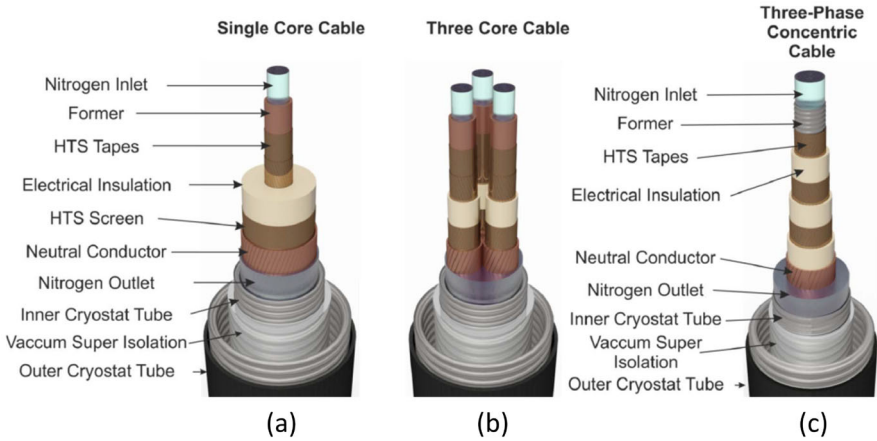 Single Core Cable
Nitrogen Inlet
Former
HTS Tapes
Electrical Insulation
HTS Screen
Neutral Conductor
Nitrogen Outlet
Inner Cryostat Tube
Vaccum Super Isolation
Outer Cryostat Tube
(a)
Three Core Cable
(b)
Three-Phase
Concentric
Cable
Nitrogen Inlet
Former
HTS Tapes
Electrical Insulation
Neutral Conductor
Nitrogen Outlet
Inner Cryostat Tube
Vaccum Super
Isolation
Outer Cryostat Tube
(c)